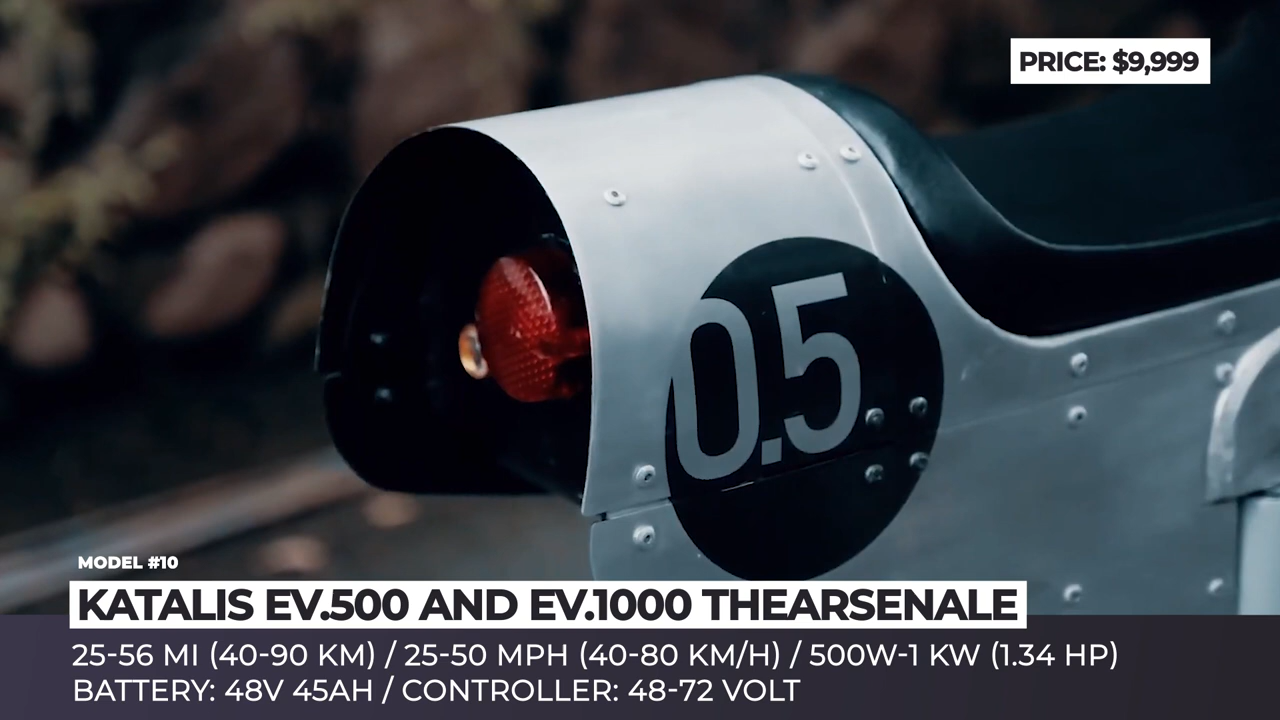 PRICE: $9,999
0.5
MODEL #10
KATALIS EV.500 AND EV.1000 THEARSENALE
25-56 MI (40-90 KM) / 25-50 MPH (40-80 KM/H) / 500W-1 KW (1.34 HP)
BATTERY: 48V 45AH / CONTROLLER: 48-72 VOLT